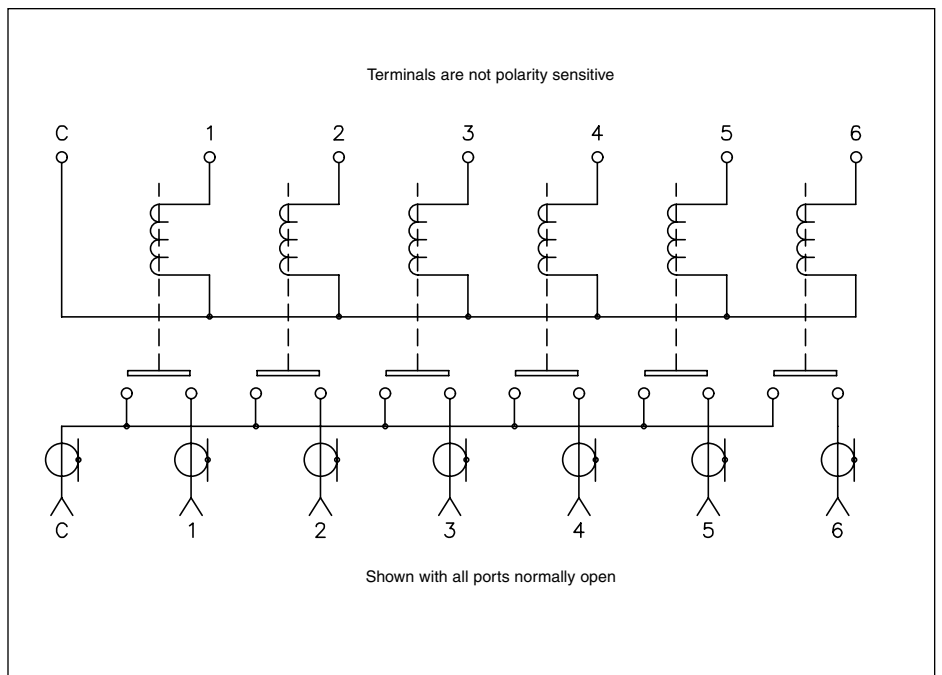 Terminals are not polarity sensitive
C 1 2 3 4 5 6
C 1 2 3 4 5 6
Shown with all ports normally open